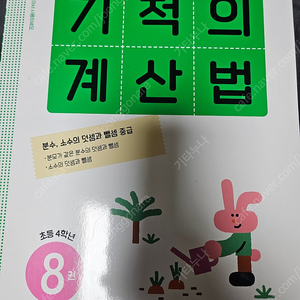 기적의
계산법
분수, 소수의 덧셈과 뺄셈 중급
· 분모가 같은 분수의 덧셈과 뺄셈
· 소수의 덧셈과 뺄셈
초등 4학년
8권